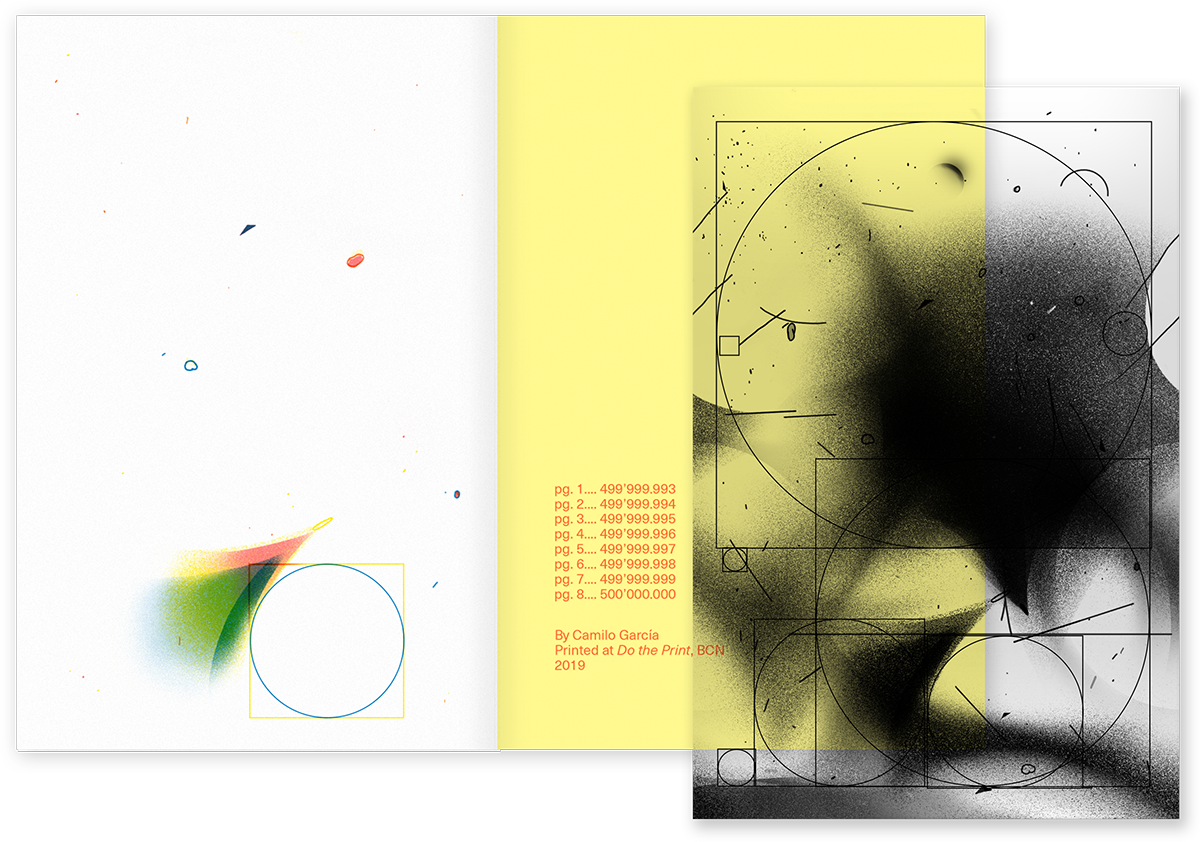 pg. 1.... 499'999.993
pg. 2.... 499'999.994
pg. 3.... 499'999.995
pg. 4.... 499'999.996
pg. 5.... 499'999.997
pg. 6.... 499'999.998
pg. 7.... 499'999.999
pg. 8.... 500'000.000
By Camilo García
Printed at Do the Print, BCN
2019